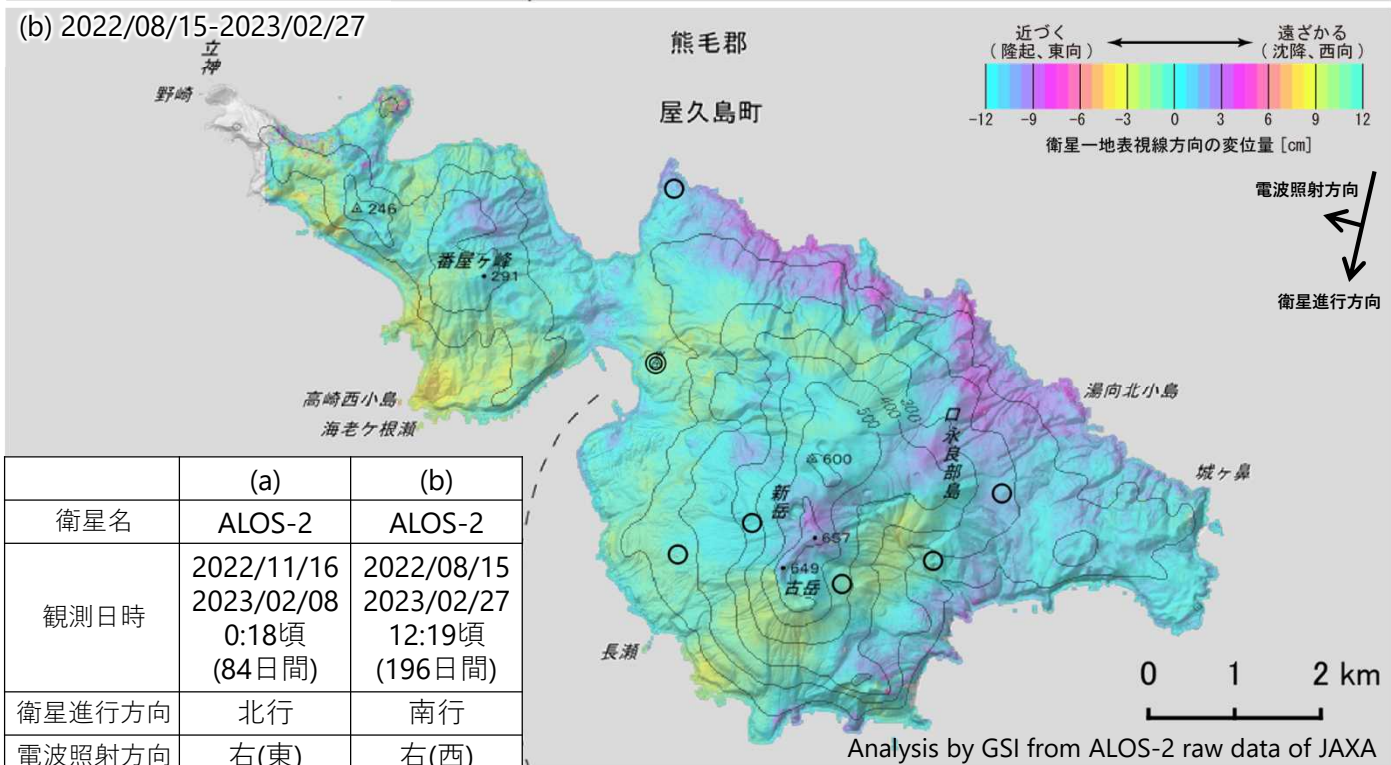 (b) 2022/08/15-2023/02/27
熊毛郡
屋久島町
近づく
(隆起、東向)
遠ざかる
(沈降、西向)
-12 -9 -6 -3 0 3 6 9 12
衛星－地表視線方向の変位量 [cm]
電波照射方向
衛星進行方向
立神
野崎
246
番屋ヶ峰
291
高崎西小島
海老ケ根瀬
湯向北小島
城ヶ鼻
口永良部島
300
400
500
600
新岳
657
649
古岳
長瀬
0 1 2 km
Analysis by GSI from ALOS-2 raw data of JAXA
(a) (b)
衛星名 ALOS-2 ALOS-2
観測日時
2022/11/16 2022/08/15
2023/02/08 2023/02/27
0:18頃 12:19頃
(84日間) (196日間)
衛星進行方向 北行 南行
電波照射方向 右(東) 右(西)